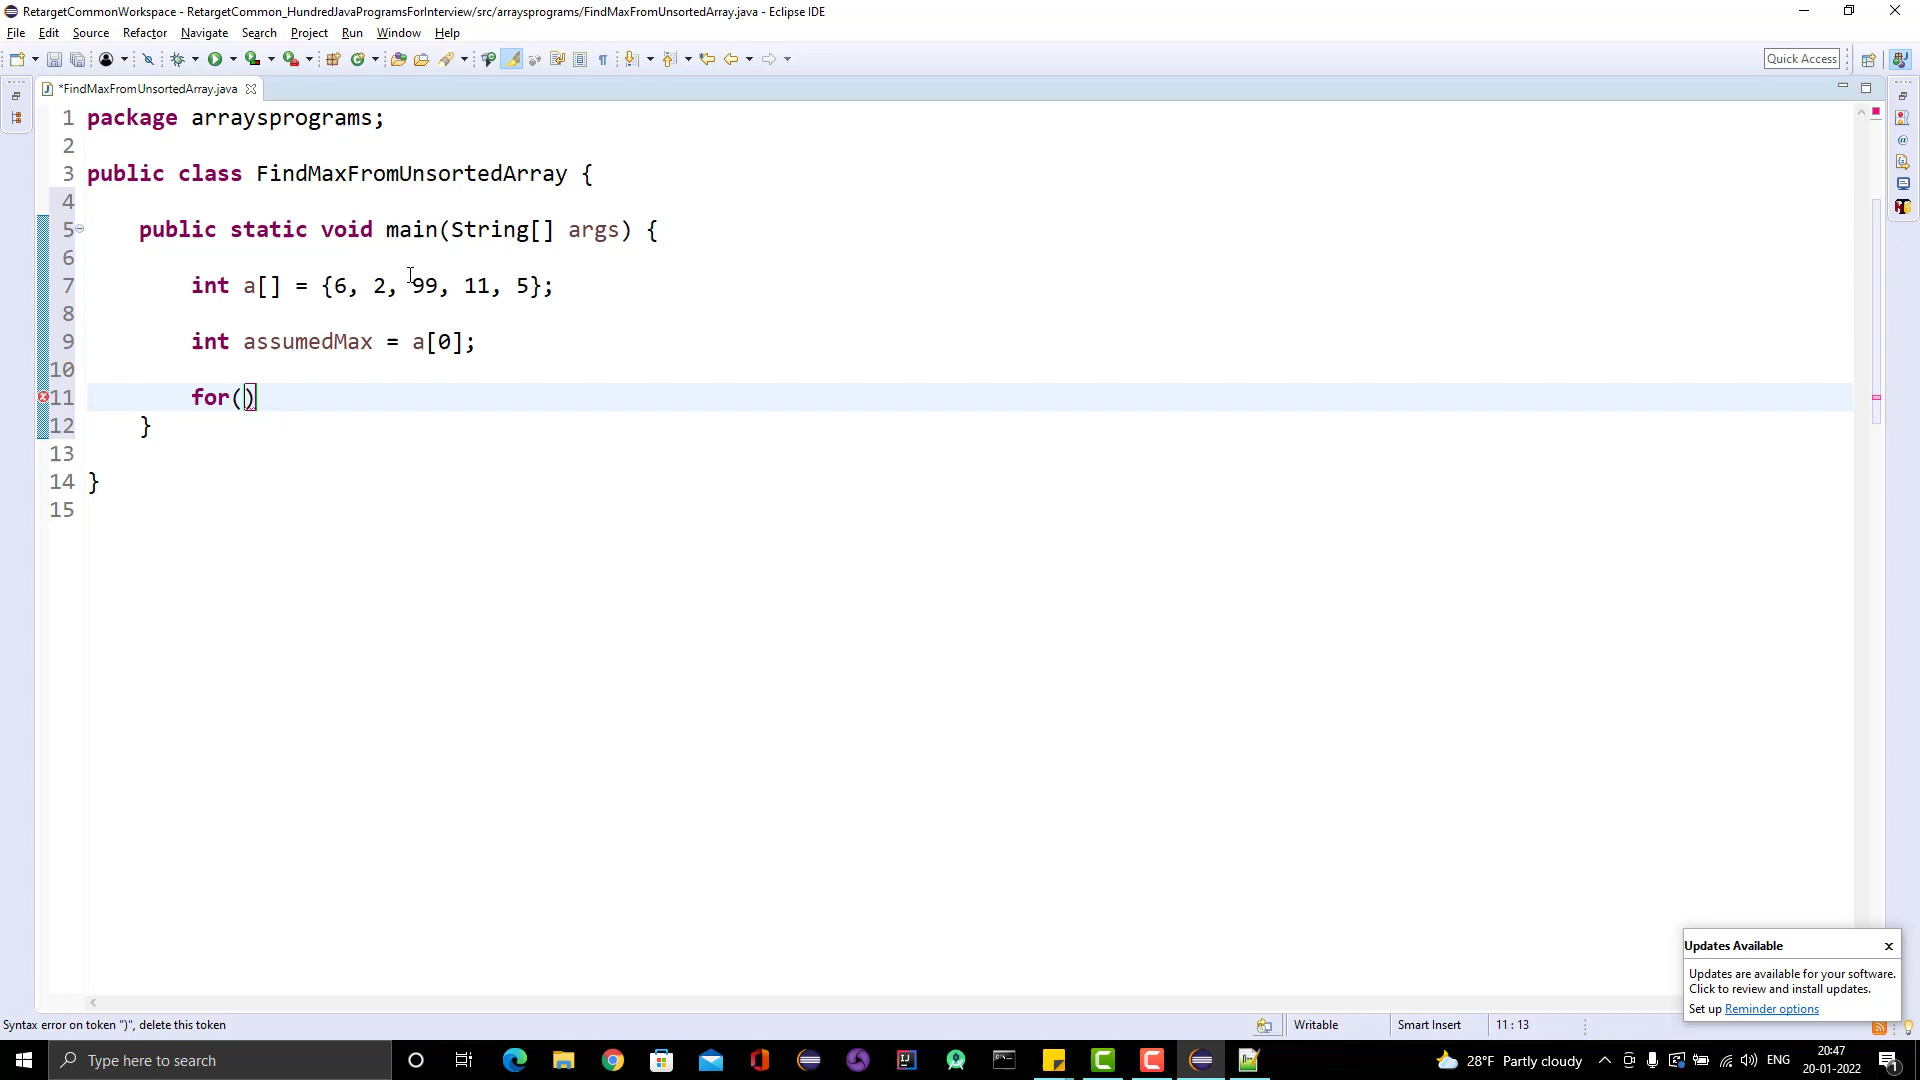 RetargetCommonWorkspace - RetargetCommon_HundredJavaProgramsForInterview/src/arraysprograms/FindMaxFromUnsortedArray.java - Eclipse IDE
File Edit Source Refactor Navigate Search Project Run Window Help
Quick Access
*FindMaxFromUnsortedArray.java
1 package arraysprograms;
2
3 public class FindMaxFromUnsortedArray {
4
5 public static void main(String[] args) {
6
7 int a[] = {6, 2, 99, 11, 5};
8
9 int assumedMax = a[0];
10
11 for()
12 }
13
14 }
15
Updates Available
Updates are available for your software.
Click to review and install updates.
Set up Reminder options
Syntax error on token ")", delete this token
Writable
Smart Insert
11 : 13
Type here to search
28°F Partly cloudy
ENG
20:47
20-01-2022
1